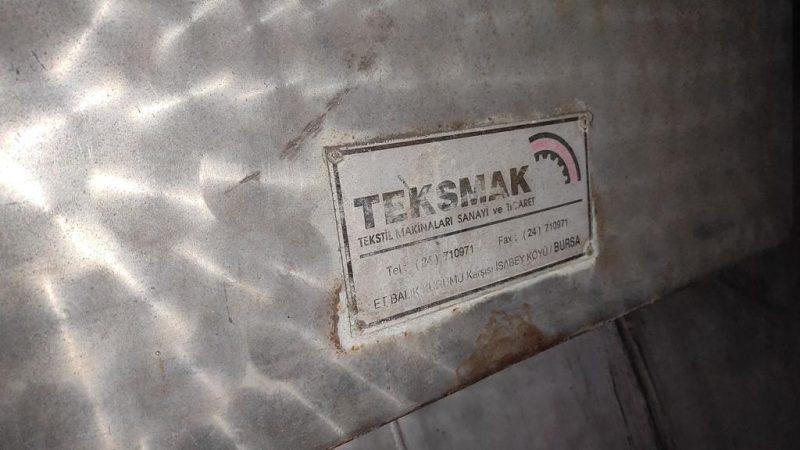 TEKSMAK
TEKSTİL MAKİNALARI SANAYİ ve TİCARET
Tel : (24) 710971 Fax : (24) 710971
ET BALIK KURUMU Karşısı İSABEY KÖYÜ / BURSA